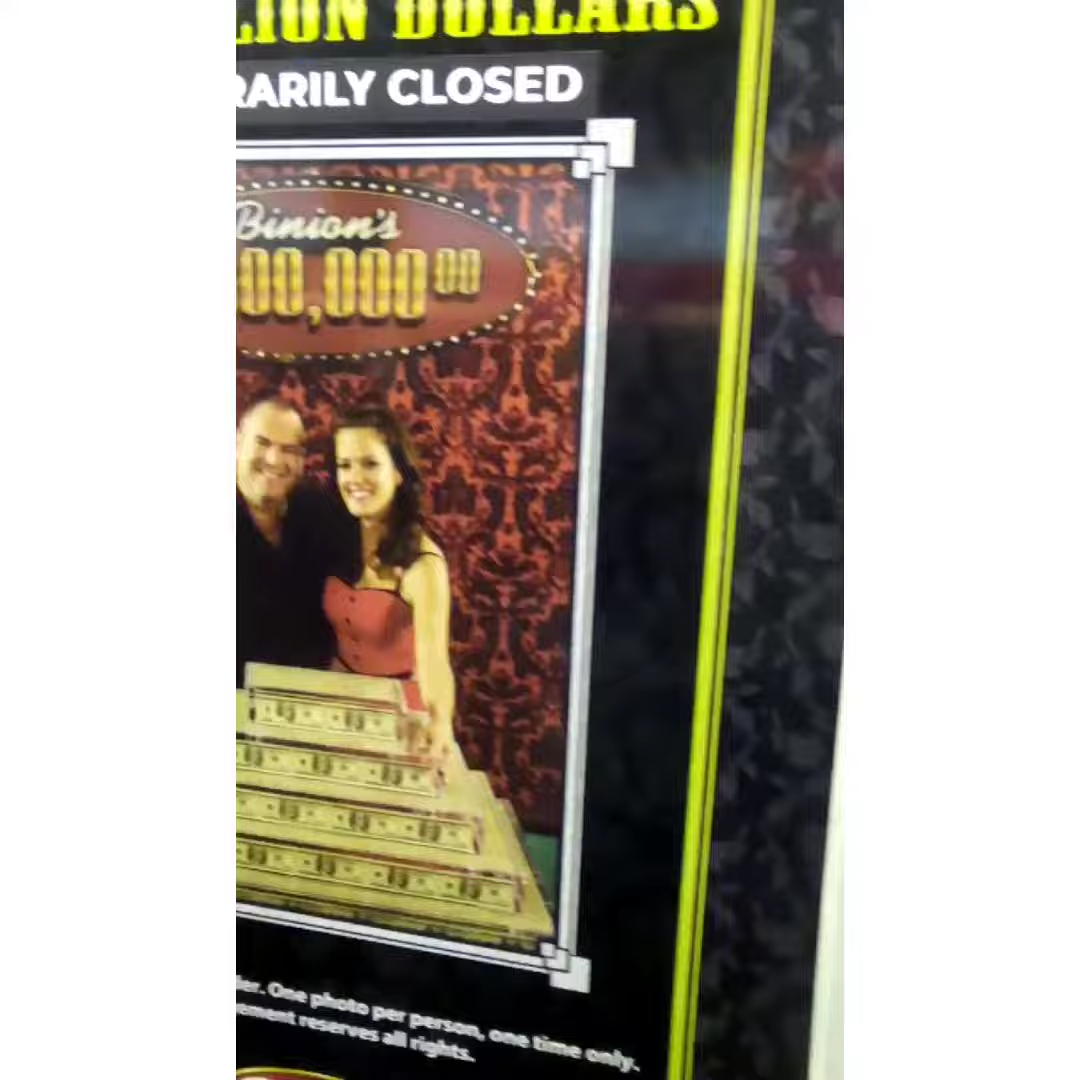 LION DOLLARS
RARILY CLOSED
Binion's
00,000 00
der. One photo per person, one time only.
ement reserves all rights.